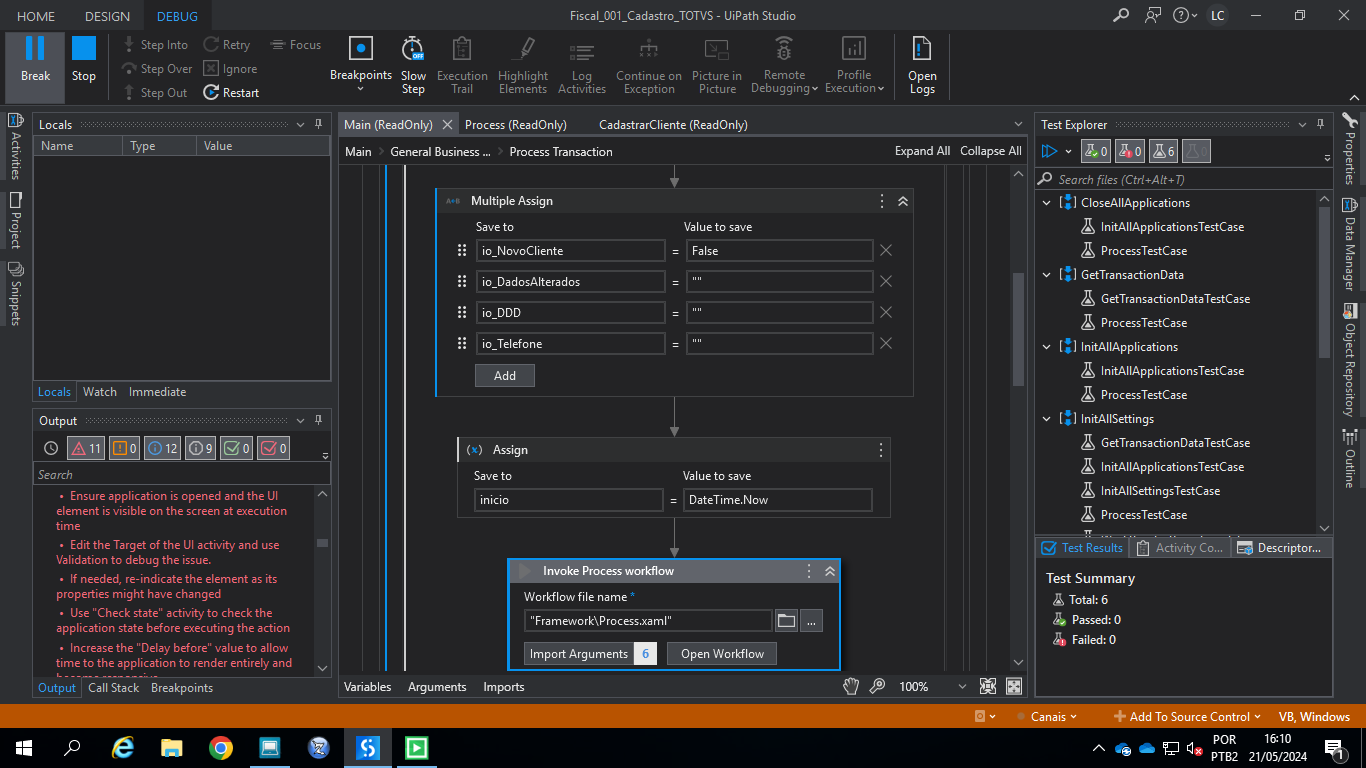 HOME DESIGN DEBUG Fiscal_001_Cadastro_TOTVS - UiPath Studio LC
Break
Stop
Step Into Retry Focus
Step Over Ignore
Step Out Restart
Breakpoints
Slow Step
Execution Trail
Highlight Elements
Log Activities
Continue on Exception
Picture in Picture
Remote Debugging
Profile Execution
Open Logs
Activities
Project
Snippets
Locals
Name Type Value
Locals Watch Immediate
Output
11 0 12 9 0 0
Search
• Ensure application is opened and the UI
element is visible on the screen at execution
time
• Edit the Target of the UI activity and use
Validation to debug the issue.
• If needed, re-indicate the element as its
properties might have changed
• Use "Check state" activity to check the
application state before executing the action
• Increase the "Delay before" value to allow
time to the application to render entirely and
Output Call Stack Breakpoints
Main (ReadOnly) Process (ReadOnly) CadastrarCliente (ReadOnly)
Main General Business ... Process Transaction Expand All Collapse All
A=B Multiple Assign
Save to Value to save
io_NovoCliente = False
io_DadosAlterados = ""
io_DDD = ""
io_Telefone = ""
Add
(x) Assign
Save to Value to save
inicio = DateTime.Now
Invoke Process workflow
Workflow file name *
"Framework\Process.xaml" ...
Import Arguments 6 Open Workflow
Variables Arguments Imports 100%
Test Explorer
0 0 6
Search files (Ctrl+Alt+T)
CloseAllApplications
InitAllApplicationsTestCase
ProcessTestCase
GetTransactionData
GetTransactionDataTestCase
ProcessTestCase
InitAllApplications
InitAllApplicationsTestCase
ProcessTestCase
InitAllSettings
GetTransactionDataTestCase
InitAllApplicationsTestCase
InitAllSettingsTestCase
ProcessTestCase
Test Results Activity Co... Descriptor...
Test Summary
Total: 6
Passed: 0
Failed: 0
Properties
Data Manager
Object Repository
Outline
Canais Add To Source Control VB, Windows
POR
PTB2
16:10
21/05/2024
1